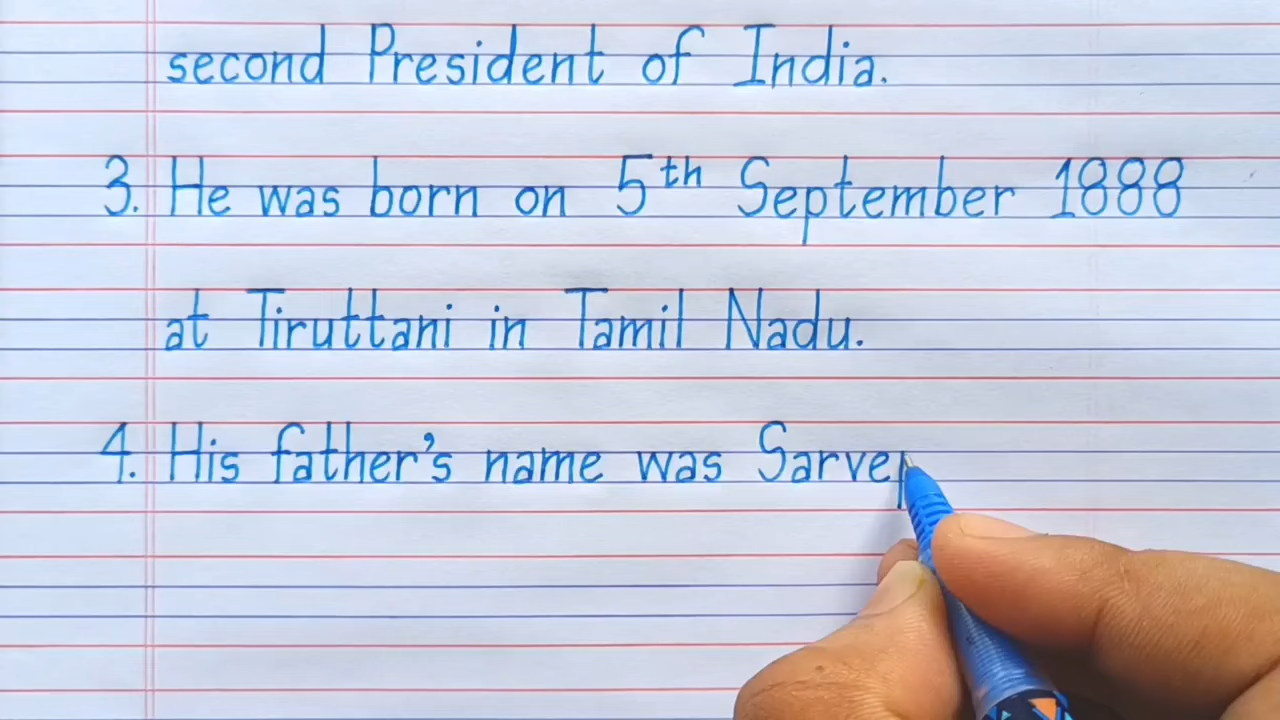 second President of India.
3. He was born on 5th September 1888
at Tiruttani in Tamil Nadu.
4. His father's name was Sarvep